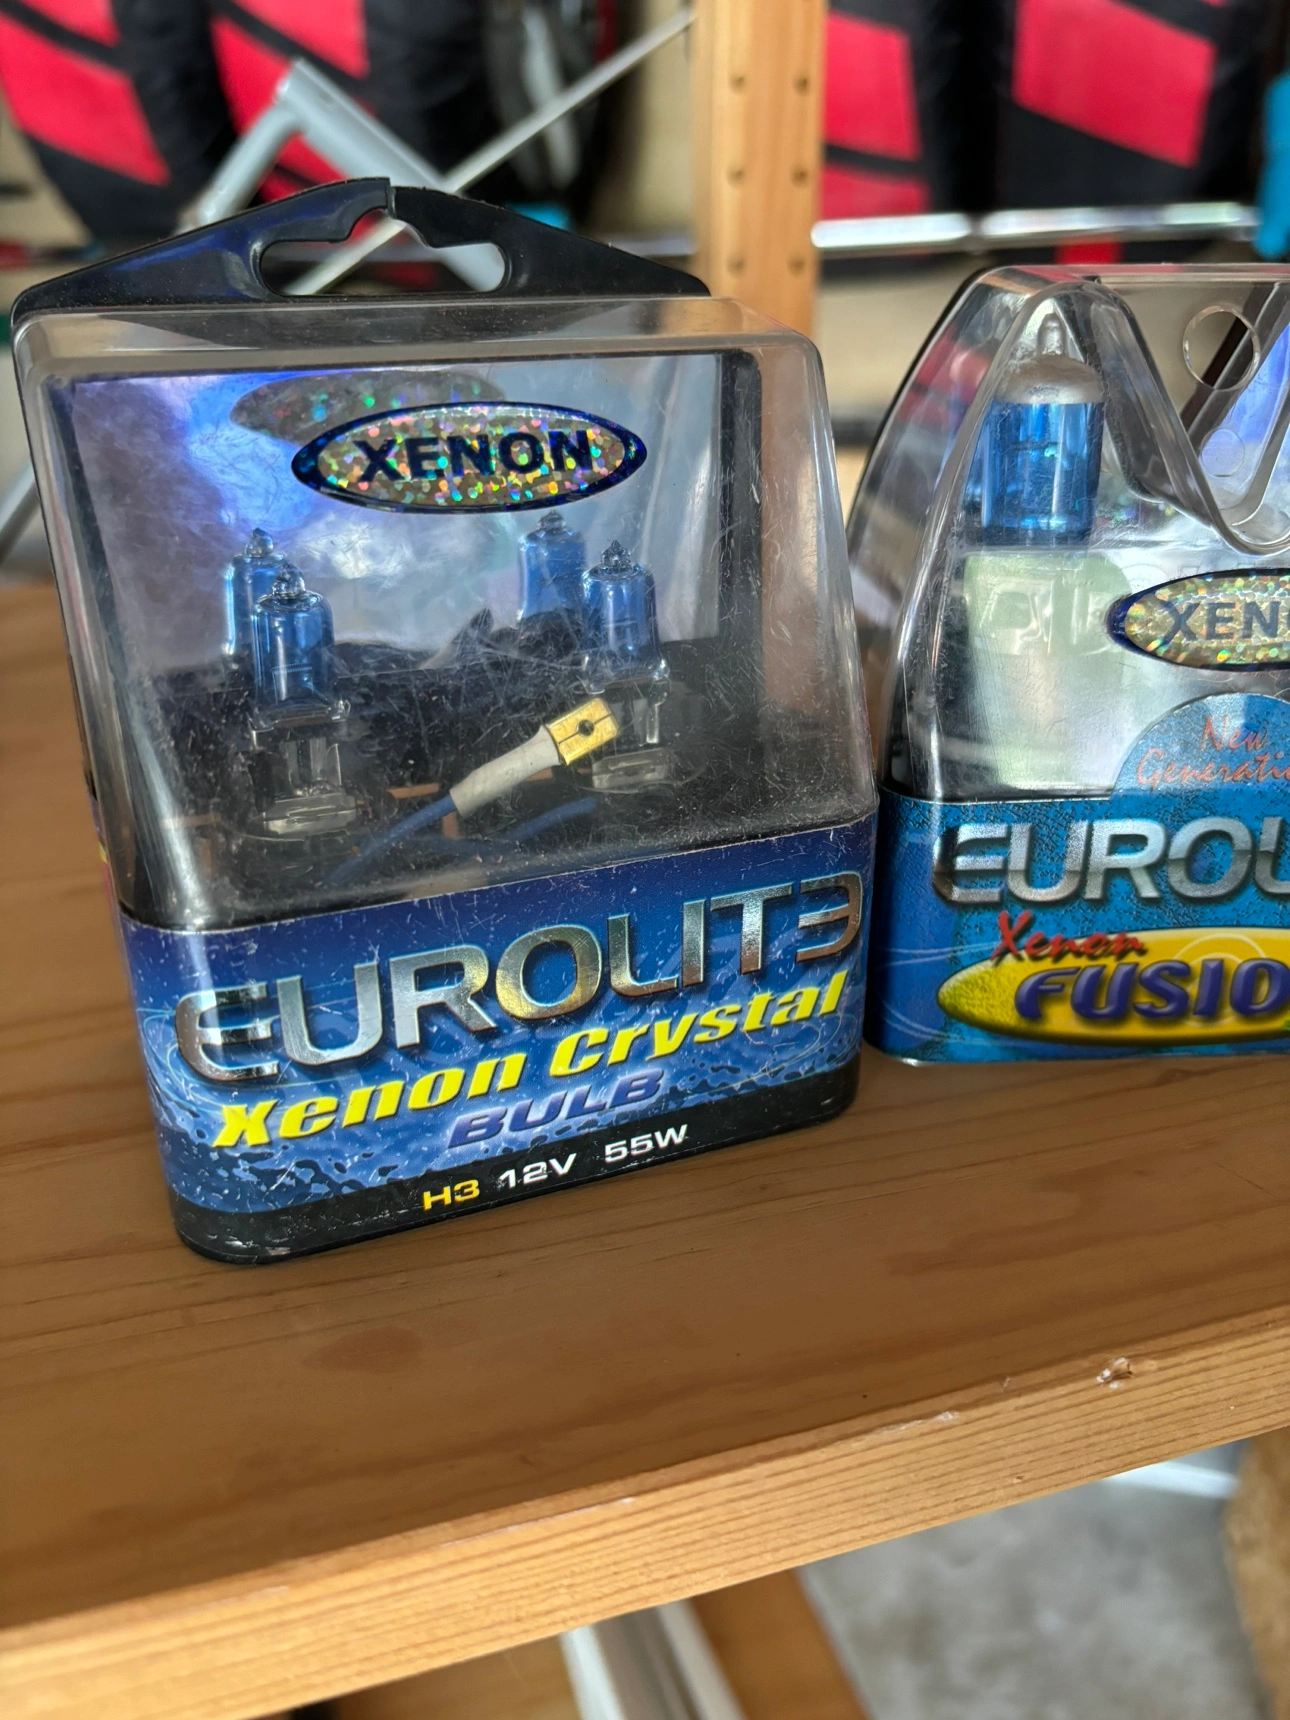 XENON
EUROLITE
Xenon Crystal
BULB
H3 12V 55W
XEN
New
Generati
EUROL
Xenon
FUSIO